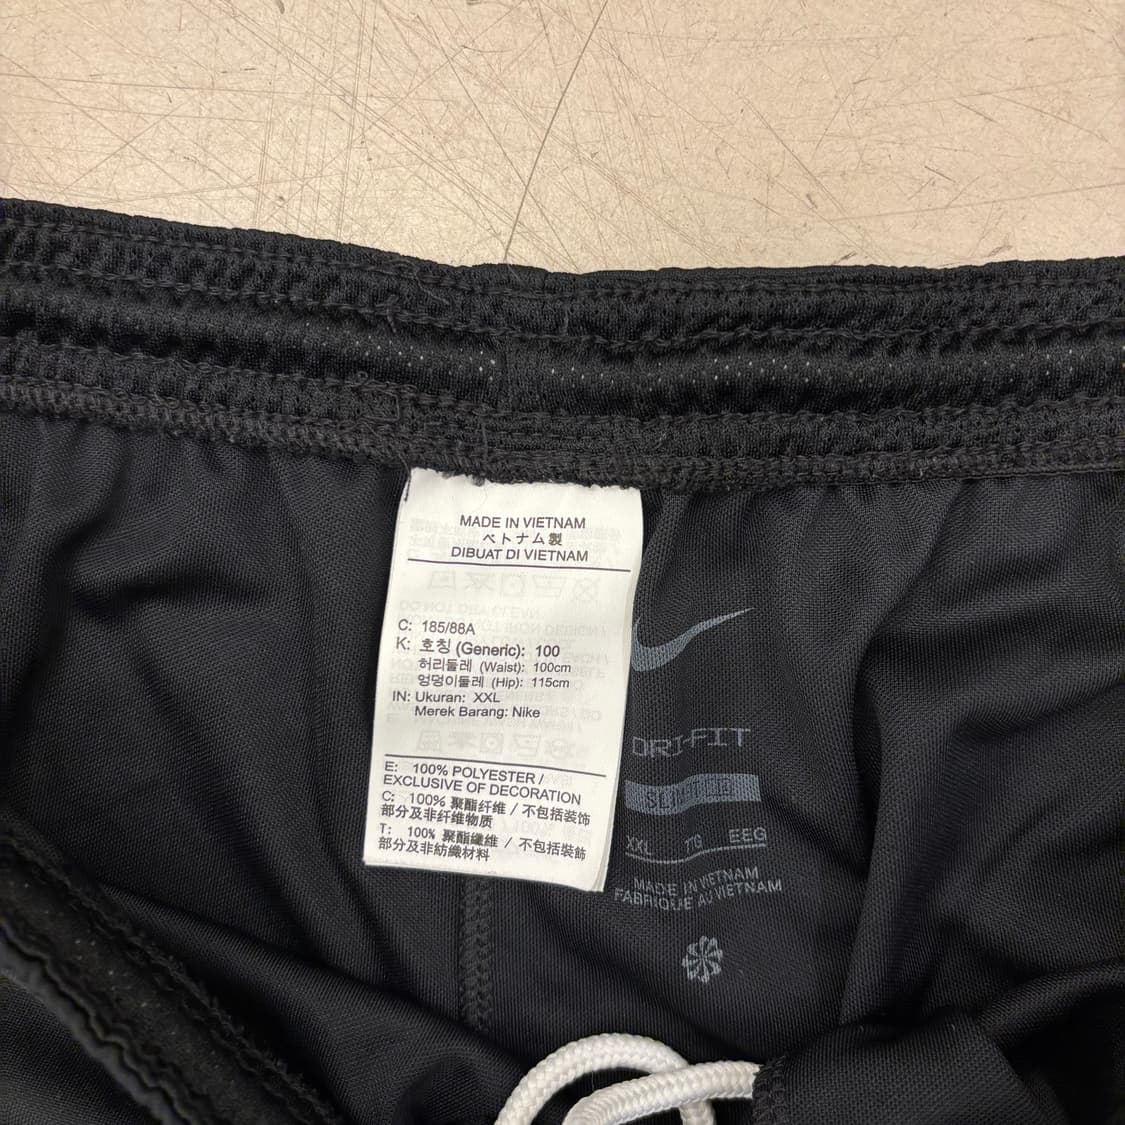 MADE IN VIETNAM
ベトナム製
DIBUAT DI VIETNAM
C: 185/88A
K: 호칭 (Generic): 100
허리둘레 (Waist): 100cm
엉덩이둘레 (Hip): 115cm
IN: Ukuran: XXL
Merek Barang: Nike
E: 100% POLYESTER /
EXCLUSIVE OF DECORATION
C: 100% 聚酯纤维 / 不包括装饰
部分及非纤维物质
T: 100% 聚酯纖維 / 不包括裝飾
部分及非紡織材料
DRI-FIT
XXL TTG EEG
MADE IN VIETNAM
FABRIQUE AU VIETNAM